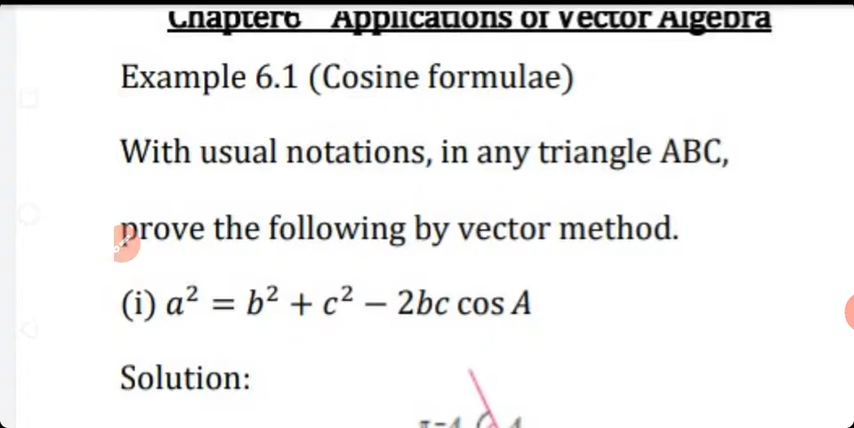 Chapter6 Applications of Vector Algebra
Example 6.1 (Cosine formulae)
With usual notations, in any triangle ABC,
prove the following by vector method.
(i) a² = b² + c² − 2bc cos A
Solution: